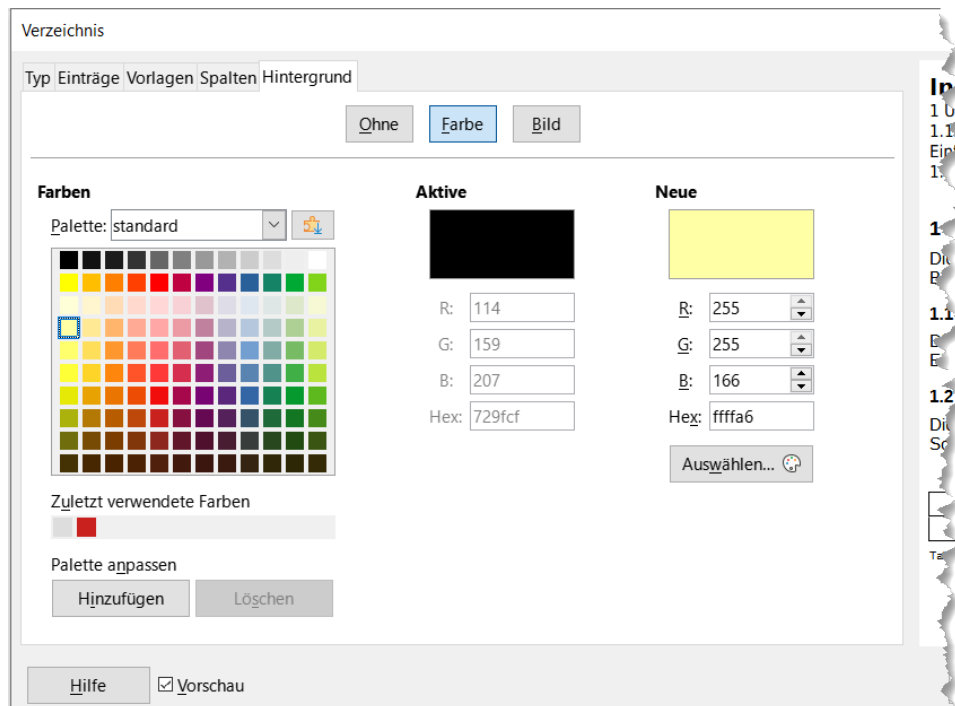 Verzeichnis
Typ Einträge Vorlagen Spalten Hintergrund
Ohne Farbe Bild
Farben Aktive Neue
Palette: standard
R: 114 R: 255
G: 159 G: 255
B: 207 B: 166
Hex: 729fcf Hex: ffffa6
Auswählen...
Zuletzt verwendete Farben
Palette anpassen
Hinzufügen Löschen
Hilfe Vorschau